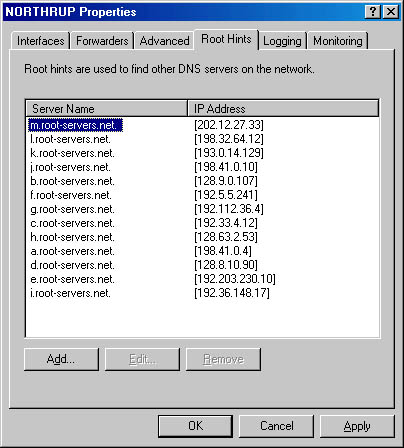 NORTHRUP Properties
Interfaces Forwarders Advanced Root Hints Logging Monitoring
Root hints are used to find other DNS servers on the network.
Server Name IP Address
m.root-servers.net. [202.12.27.33]
l.root-servers.net. [198.32.64.12]
k.root-servers.net. [193.0.14.129]
j.root-servers.net. [198.41.0.10]
b.root-servers.net. [128.9.0.107]
f.root-servers.net. [192.5.5.241]
g.root-servers.net. [192.112.36.4]
c.root-servers.net. [192.33.4.12]
h.root-servers.net. [128.63.2.53]
a.root-servers.net. [198.41.0.4]
d.root-servers.net. [128.8.10.90]
e.root-servers.net. [192.203.230.10]
i.root-servers.net. [192.36.148.17]
Add... Edit... Remove
OK Cancel Apply